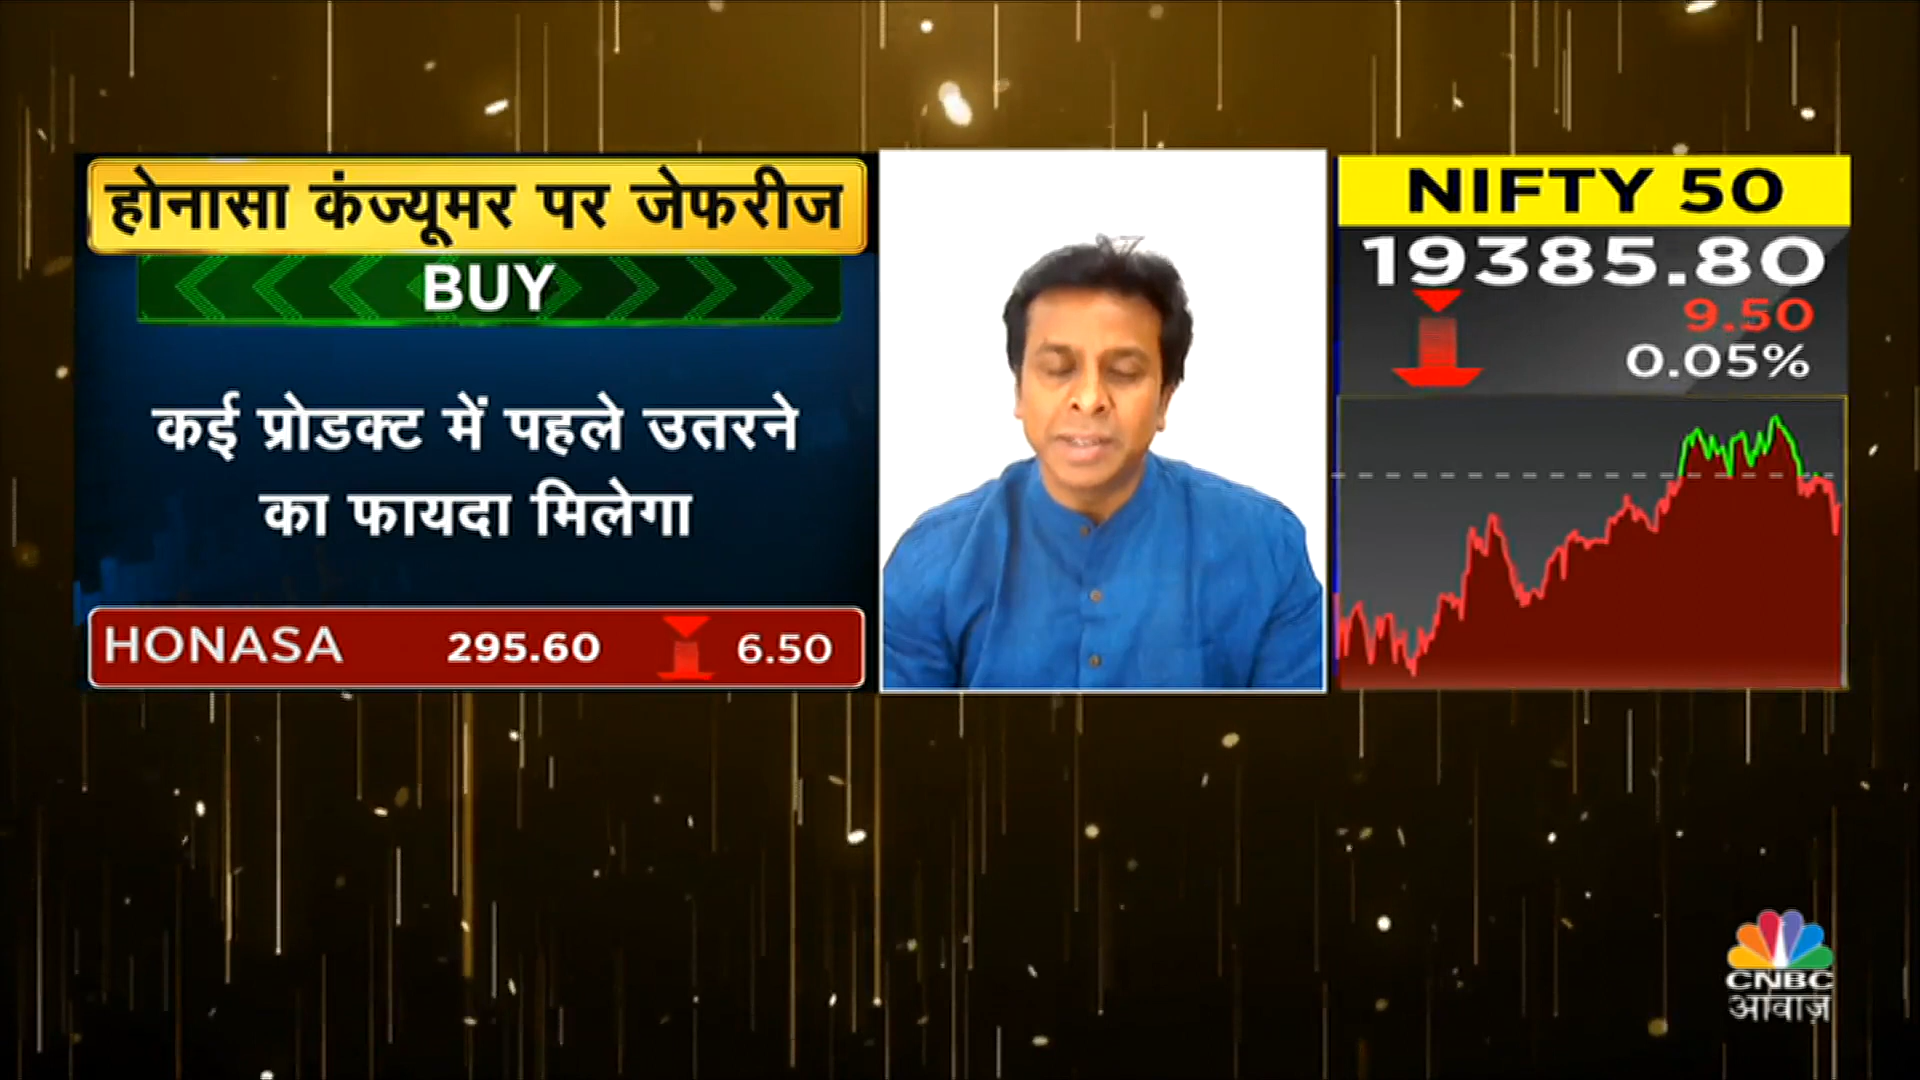 होनासा कंज्यूमर पर जेफरीज
BUY
कई प्रोडक्ट में पहले उतरने
का फायदा मिलेगा
HONASA 295.60 6.50
NIFTY 50
19385.80
9.50
0.05%
CNBC
आवाज़